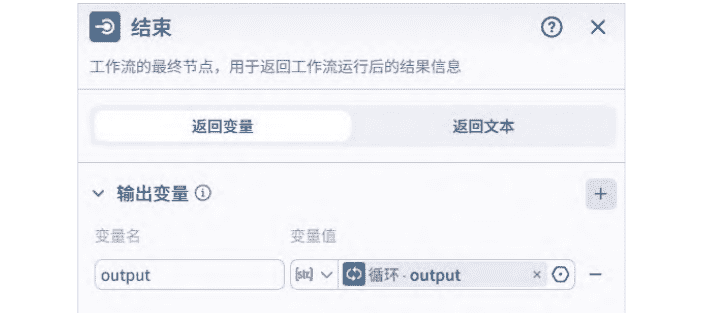 结束
工作流的最终节点，用于返回工作流运行后的结果信息
返回变量 返回文本
输出变量
变量名 变量值
output [str] 循环 - output